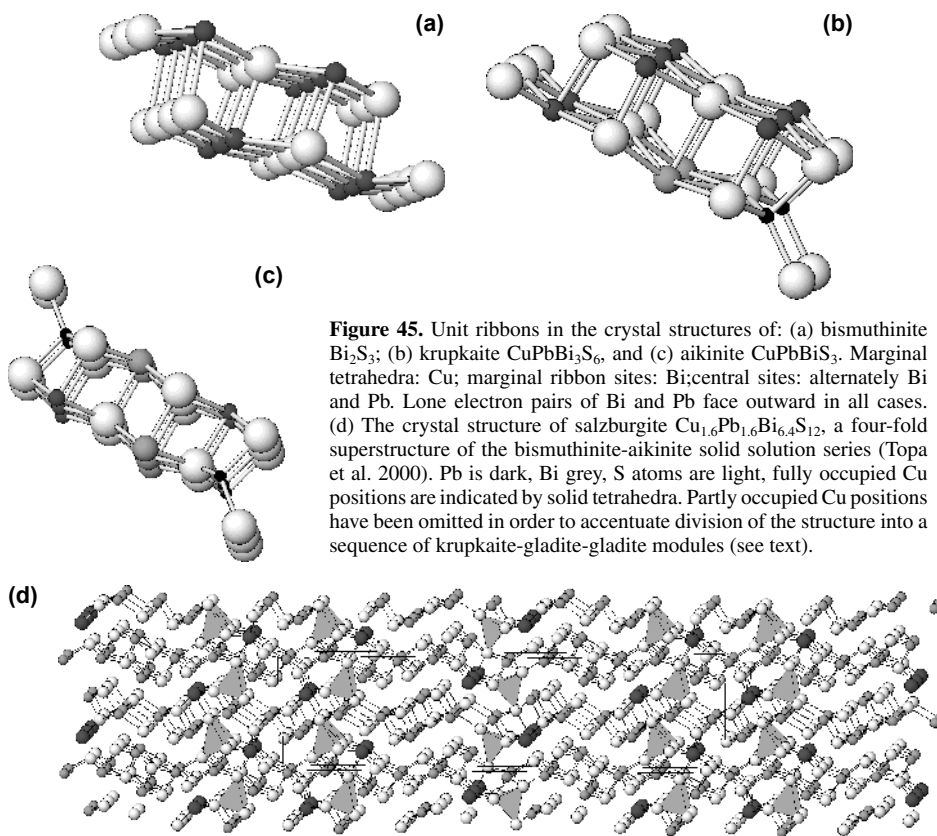 (a)
(b)
(c)
Figure 45. Unit ribbons in the crystal structures of: (a) bismuthinite
Bi₂S₃; (b) krupkaite CuPbBi₃S₆, and (c) aikinite CuPbBiS₃. Marginal
tetrahedra: Cu; marginal ribbon sites: Bi;central sites: alternately Bi
and Pb. Lone electron pairs of Bi and Pb face outward in all cases.
(d) The crystal structure of salzburgite Cu₁.₆Pb₁.₆Bi₆.₄S₁₂, a four-fold
superstructure of the bismuthinite-aikinite solid solution series (Topa
et al. 2000). Pb is dark, Bi grey, S atoms are light, fully occupied Cu
positions are indicated by solid tetrahedra. Partly occupied Cu positions
have been omitted in order to accentuate division of the structure into a
sequence of krupkaite-gladite-gladite modules (see text).
(d)